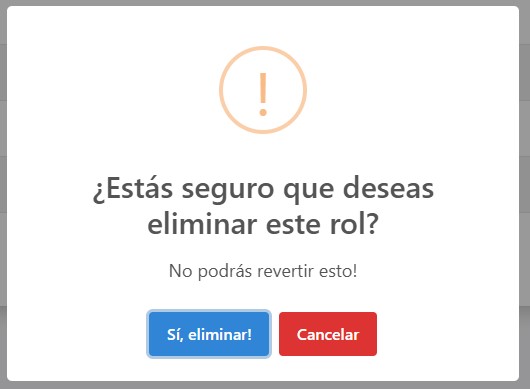 ¿Estás seguro que deseas
eliminar este rol?
No podrás revertir esto!
Sí, eliminar!
Cancelar